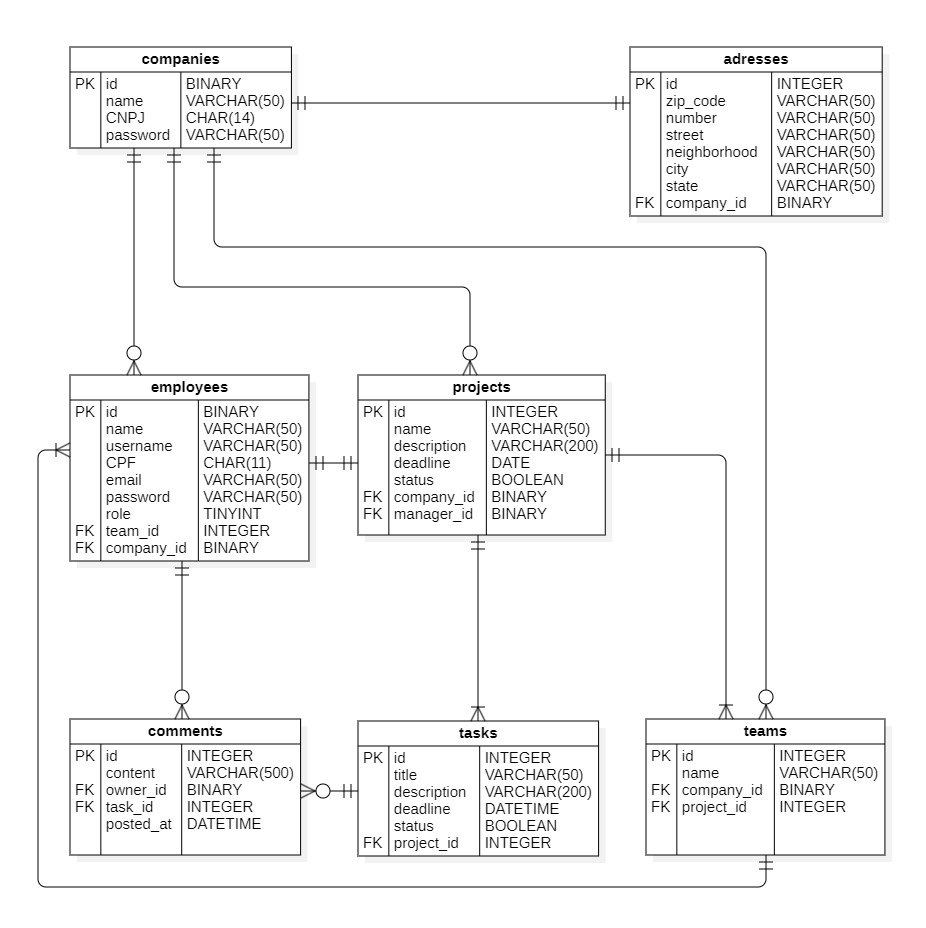 companies
PK id BINARY
name VARCHAR(50)
CNPJ CHAR(14)
password VARCHAR(50)
adresses
PK id INTEGER
zip_code VARCHAR(50)
number VARCHAR(50)
street VARCHAR(50)
neighborhood VARCHAR(50)
city VARCHAR(50)
state VARCHAR(50)
FK company_id BINARY
employees
PK id BINARY
name VARCHAR(50)
username VARCHAR(50)
CPF CHAR(11)
email VARCHAR(50)
password VARCHAR(50)
role TINYINT
FK team_id INTEGER
FK company_id BINARY
projects
PK id INTEGER
name VARCHAR(50)
description VARCHAR(200)
deadline DATE
status BOOLEAN
FK company_id BINARY
FK manager_id BINARY
comments
PK id INTEGER
content VARCHAR(500)
FK owner_id BINARY
FK task_id INTEGER
posted_at DATETIME
tasks
PK id INTEGER
title VARCHAR(50)
description VARCHAR(200)
deadline DATETIME
status BOOLEAN
FK project_id INTEGER
teams
PK id INTEGER
name VARCHAR(50)
FK company_id BINARY
FK project_id INTEGER